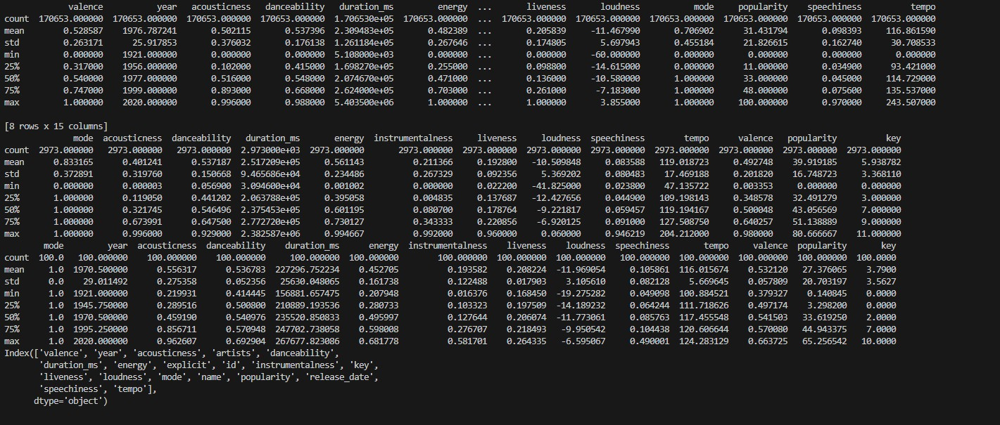 valence year acousticness danceability duration_ms energy ... liveness loudness mode popularity speechiness tempo
count 170653.000000 170653.000000 170653.000000 170653.000000 1.706530e+05 170653.000000 ... 170653.000000 170653.000000 170653.000000 170653.000000 170653.000000 170653.000000
mean 0.528587 1976.787241 0.502115 0.537396 2.309483e+05 0.482389 ... 0.205839 -11.467990 0.706902 31.431794 0.098393 116.861590
std 0.263171 25.917853 0.376032 0.176138 1.261184e+05 0.267646 ... 0.174805 5.697943 0.455184 21.826615 0.162740 30.708533
min 0.000000 1921.000000 0.000000 0.000000 5.108000e+03 0.000000 ... 0.000000 -60.000000 0.000000 0.000000 0.000000 0.000000
25% 0.317000 1956.000000 0.102000 0.415000 1.698270e+05 0.255000 ... 0.098800 -14.615000 0.000000 11.000000 0.034900 93.421000
50% 0.540000 1977.000000 0.516000 0.548000 2.074670e+05 0.471000 ... 0.136000 -10.580000 1.000000 33.000000 0.045000 114.729000
75% 0.747000 1999.000000 0.893000 0.668000 2.624000e+05 0.703000 ... 0.261000 -7.183000 1.000000 48.000000 0.075600 135.537000
max 1.000000 2020.000000 0.996000 0.988000 5.403500e+06 1.000000 ... 1.000000 3.855000 1.000000 100.000000 0.970000 243.507000
[8 rows x 15 columns]
mode acousticness danceability duration_ms energy instrumentalness liveness loudness speechiness tempo valence popularity key
count 2973.000000 2973.000000 2973.000000 2.973000e+03 2973.000000 2973.000000 2973.000000 2973.000000 2973.000000 2973.000000 2973.000000 2973.000000 2973.000000
mean 0.833165 0.401241 0.537187 2.517209e+05 0.561143 0.211366 0.192800 -10.509848 0.083588 119.018723 0.492748 39.919185 5.938782
std 0.372891 0.319760 0.150668 9.465686e+04 0.234486 0.267329 0.092356 5.369202 0.080483 17.469188 0.201820 16.748723 3.368110
min 0.000000 0.000003 0.056900 3.094600e+04 0.001002 0.000000 0.022200 -41.825000 0.023800 47.135722 0.003353 0.000000 0.000000
25% 1.000000 0.119050 0.441202 2.063788e+05 0.395058 0.004835 0.137687 -12.427656 0.044900 109.198143 0.348578 32.491279 3.000000
50% 1.000000 0.321745 0.546496 2.375453e+05 0.601195 0.080700 0.178764 -9.221817 0.059457 119.194167 0.500048 43.056569 7.000000
75% 1.000000 0.673991 0.647500 2.772720e+05 0.730127 0.343333 0.220856 -6.920125 0.091000 127.508750 0.640257 51.138889 9.000000
max 1.000000 0.996000 0.929000 2.382587e+06 0.994667 0.992000 0.960000 0.060000 0.946219 204.212000 0.980000 80.666667 11.000000
mode year acousticness danceability duration_ms energy instrumentalness liveness loudness speechiness tempo valence popularity key
count 100.0 100.000000 100.000000 100.000000 100.000000 100.000000 100.000000 100.000000 100.000000 100.000000 100.000000 100.000000 100.000000 100.0000
mean 1.0 1970.500000 0.556317 0.536783 227296.752234 0.452705 0.193582 0.208224 -11.969054 0.105861 116.015674 0.532120 27.376065 3.7900
std 0.0 29.011492 0.275358 0.052356 25630.048065 0.161738 0.122488 0.017903 3.105610 0.082128 5.669645 0.057809 20.703197 3.5627
min 1.0 1921.000000 0.219931 0.414445 156881.657475 0.207948 0.016376 0.168450 -19.275282 0.049098 100.884521 0.379327 0.140845 0.0000
25% 1.0 1945.750000 0.289516 0.500800 210889.193536 0.280733 0.103323 0.197509 -14.189232 0.064244 111.718626 0.497174 3.298200 0.0000
50% 1.0 1970.500000 0.459190 0.540976 235520.850833 0.495997 0.127644 0.206074 -11.773061 0.085763 117.455548 0.541503 33.619250 2.0000
75% 1.0 1995.250000 0.856711 0.570948 247702.738058 0.598008 0.276707 0.218493 -9.950542 0.104438 120.606644 0.570080 44.943375 7.0000
max 1.0 2020.000000 0.962607 0.692904 267677.823086 0.681778 0.581701 0.264335 -6.595067 0.490001 124.283129 0.663725 65.256542 10.0000
Index(['valence', 'year', 'acousticness', 'artists', 'danceability',
'duration_ms', 'energy', 'explicit', 'id', 'instrumentalness', 'key',
'liveness', 'loudness', 'mode', 'name', 'popularity', 'release_date',
'speechiness', 'tempo'],
dtype='object')